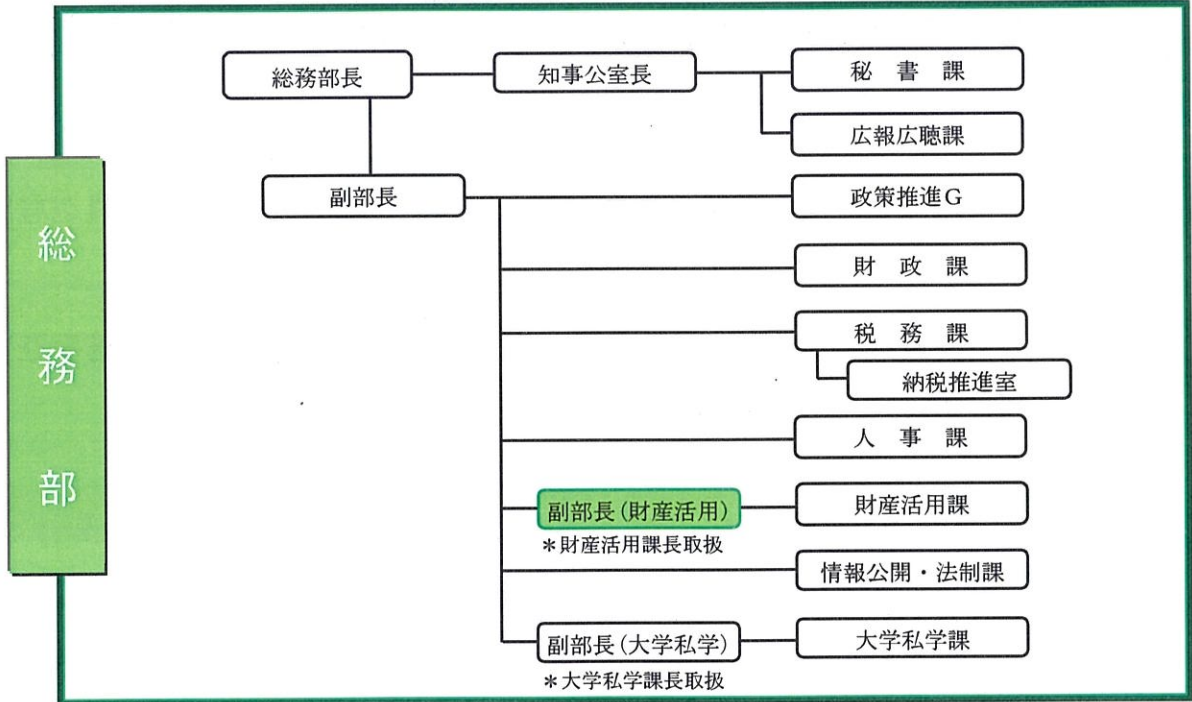 総務部
総務部長
知事公室長
秘書課
広報広聴課
副部長
政策推進G
財政課
税務課
納税推進室
人事課
副部長(財産活用)
財産活用課
＊財産活用課長取扱
情報公開・法制課
副部長(大学私学)
大学私学課
＊大学私学課長取扱